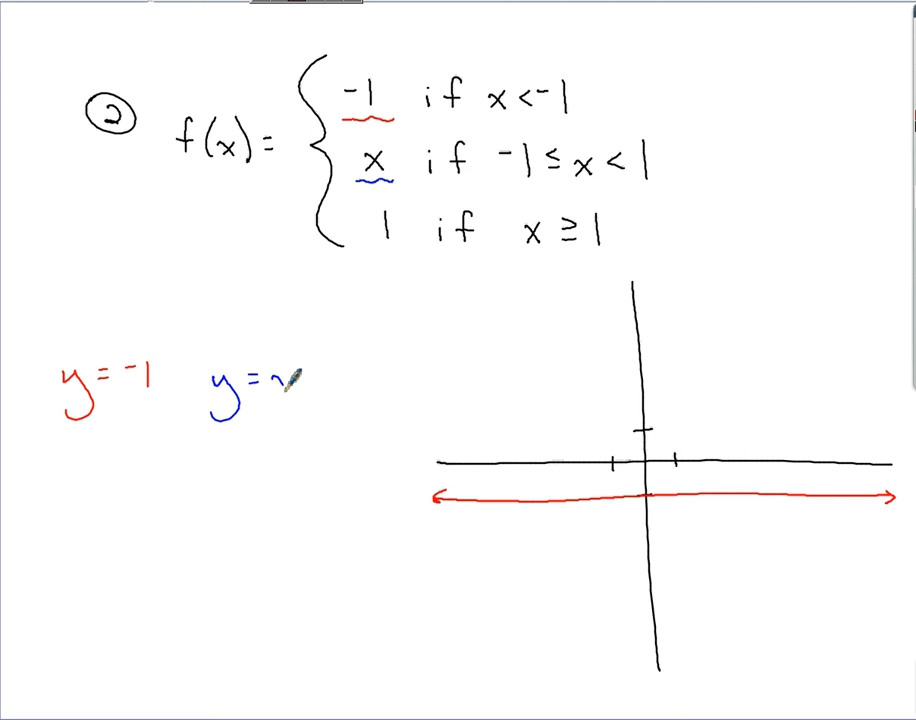 ② f(x) = { -1 if x < -1
x if -1 ≤ x < 1
1 if x ≥ 1
y = -1 y = x